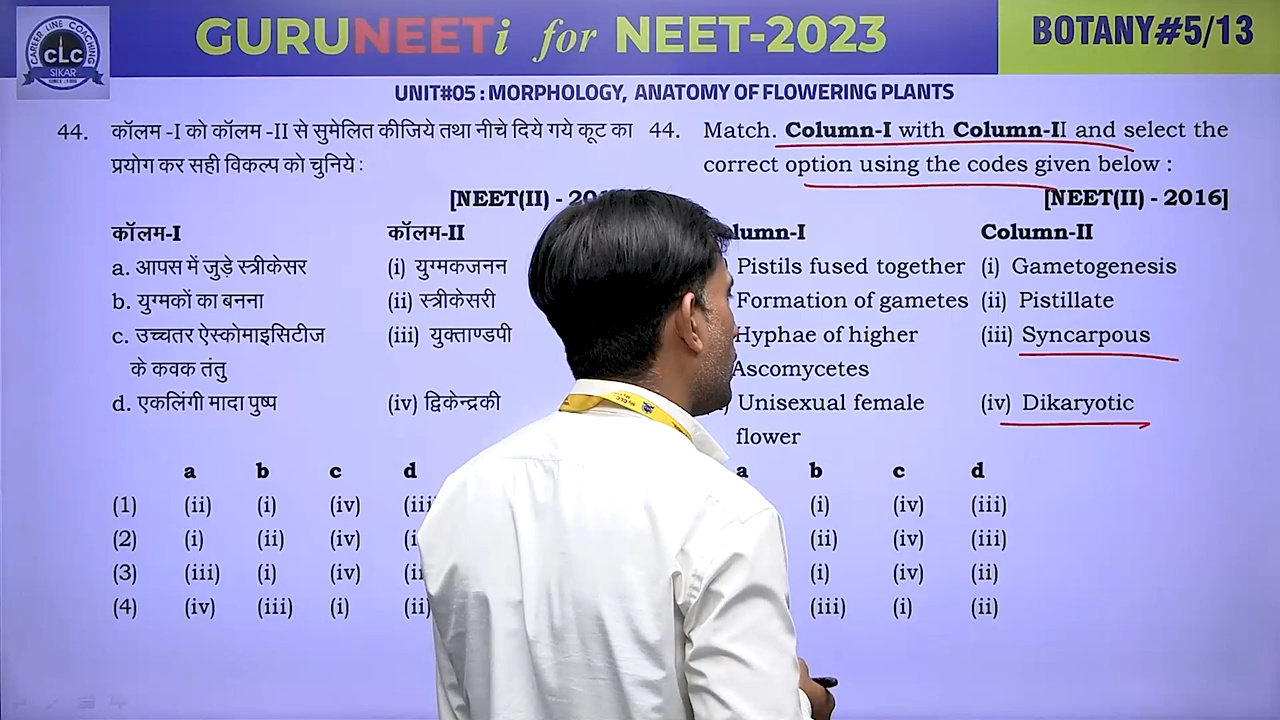 GURUNEETi for NEET-2023
BOTANY#5/13
CAREER LINE COACHING
CLC
SIKAR
UNIT#05 : MORPHOLOGY, ANATOMY OF FLOWERING PLANTS
44. कॉलम -I को कॉलम -II से सुमेलित कीजिये तथा नीचे दिये गये कूट का
प्रयोग कर सही विकल्प को चुनिये :
[NEET(II) -
कॉलम-I कॉलम-II
a. आपस में जुड़े स्त्रीकेसर (i) युग्मकजनन
b. युग्मकों का बनना (ii) स्त्रीकेसरी
c. उच्चतर ऐस्कोमाइसिटीज (iii) युक्ताण्डपी
के कवक तंतु
d. एकलिंगी मादा पुष्प (iv) द्विकेन्द्रकी
a b c d
(1) (ii) (i) (iv)
(2) (i) (ii) (iv)
(3) (iii) (i) (iv)
(4) (iv) (iii) (i) (ii)
44. Match. Column-I with Column-II and select the
correct option using the codes given below :
[NEET(II) - 2016]
Column-II
Pistils fused together (i) Gametogenesis
Formation of gametes (ii) Pistillate
Hyphae of higher (iii) Syncarpous
Ascomycetes
Unisexual female (iv) Dikaryotic
flower
a b c d
(i) (iv) (iii)
(ii) (iv) (iii)
(i) (iv) (ii)
(iii) (i) (ii)